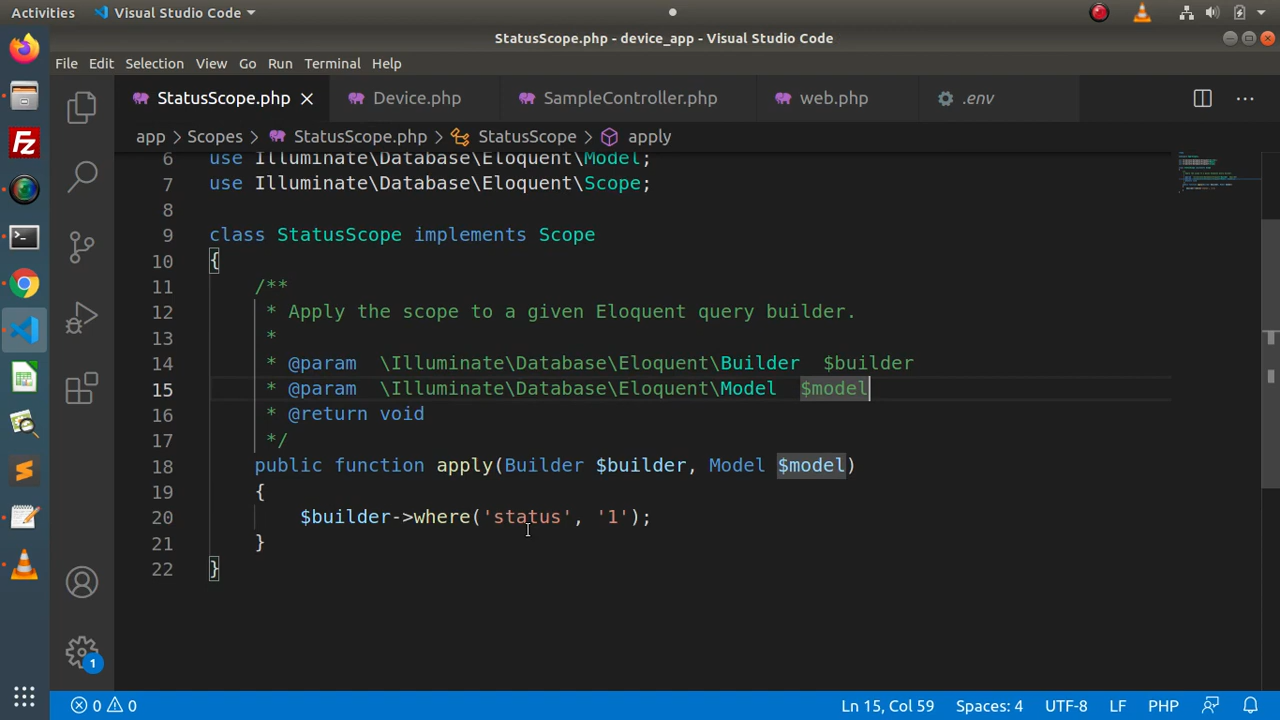 Activities
Visual Studio Code
StatusScope.php - device_app - Visual Studio Code
File Edit Selection View Go Run Terminal Help
StatusScope.php Device.php SampleController.php web.php .env
app > Scopes > StatusScope.php > StatusScope > apply
6 use Illuminate\Database\Eloquent\Model;
7 use Illuminate\Database\Eloquent\Scope;
8
9 class StatusScope implements Scope
10 {
11 /**
12 * Apply the scope to a given Eloquent query builder.
13 *
14 * @param \Illuminate\Database\Eloquent\Builder $builder
15 * @param \Illuminate\Database\Eloquent\Model $model
16 * @return void
17 */
18 public function apply(Builder $builder, Model $model)
19 {
20 $builder->where('status', '1');
21 }
22 }
1
0 0 Ln 15, Col 59 Spaces: 4 UTF-8 LF PHP